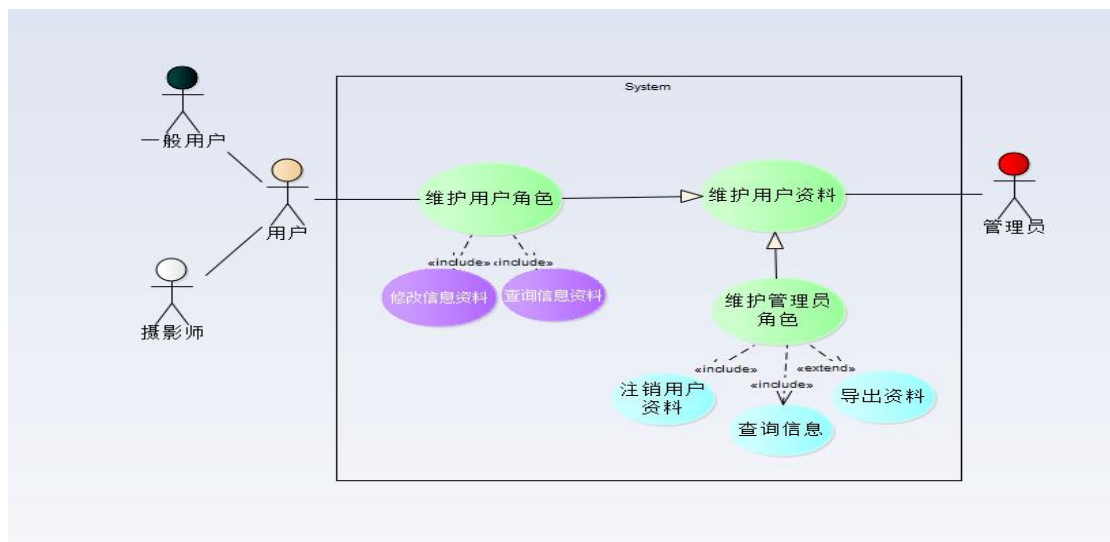 System
一般用户
用户
摄影师
维护用户角色
维护用户资料
管理员
«include»
«include»
修改信息资料
查询信息资料
维护管理员
角色
«include»
«include»
«extend»
注销用户
资料
查询信息
导出资料